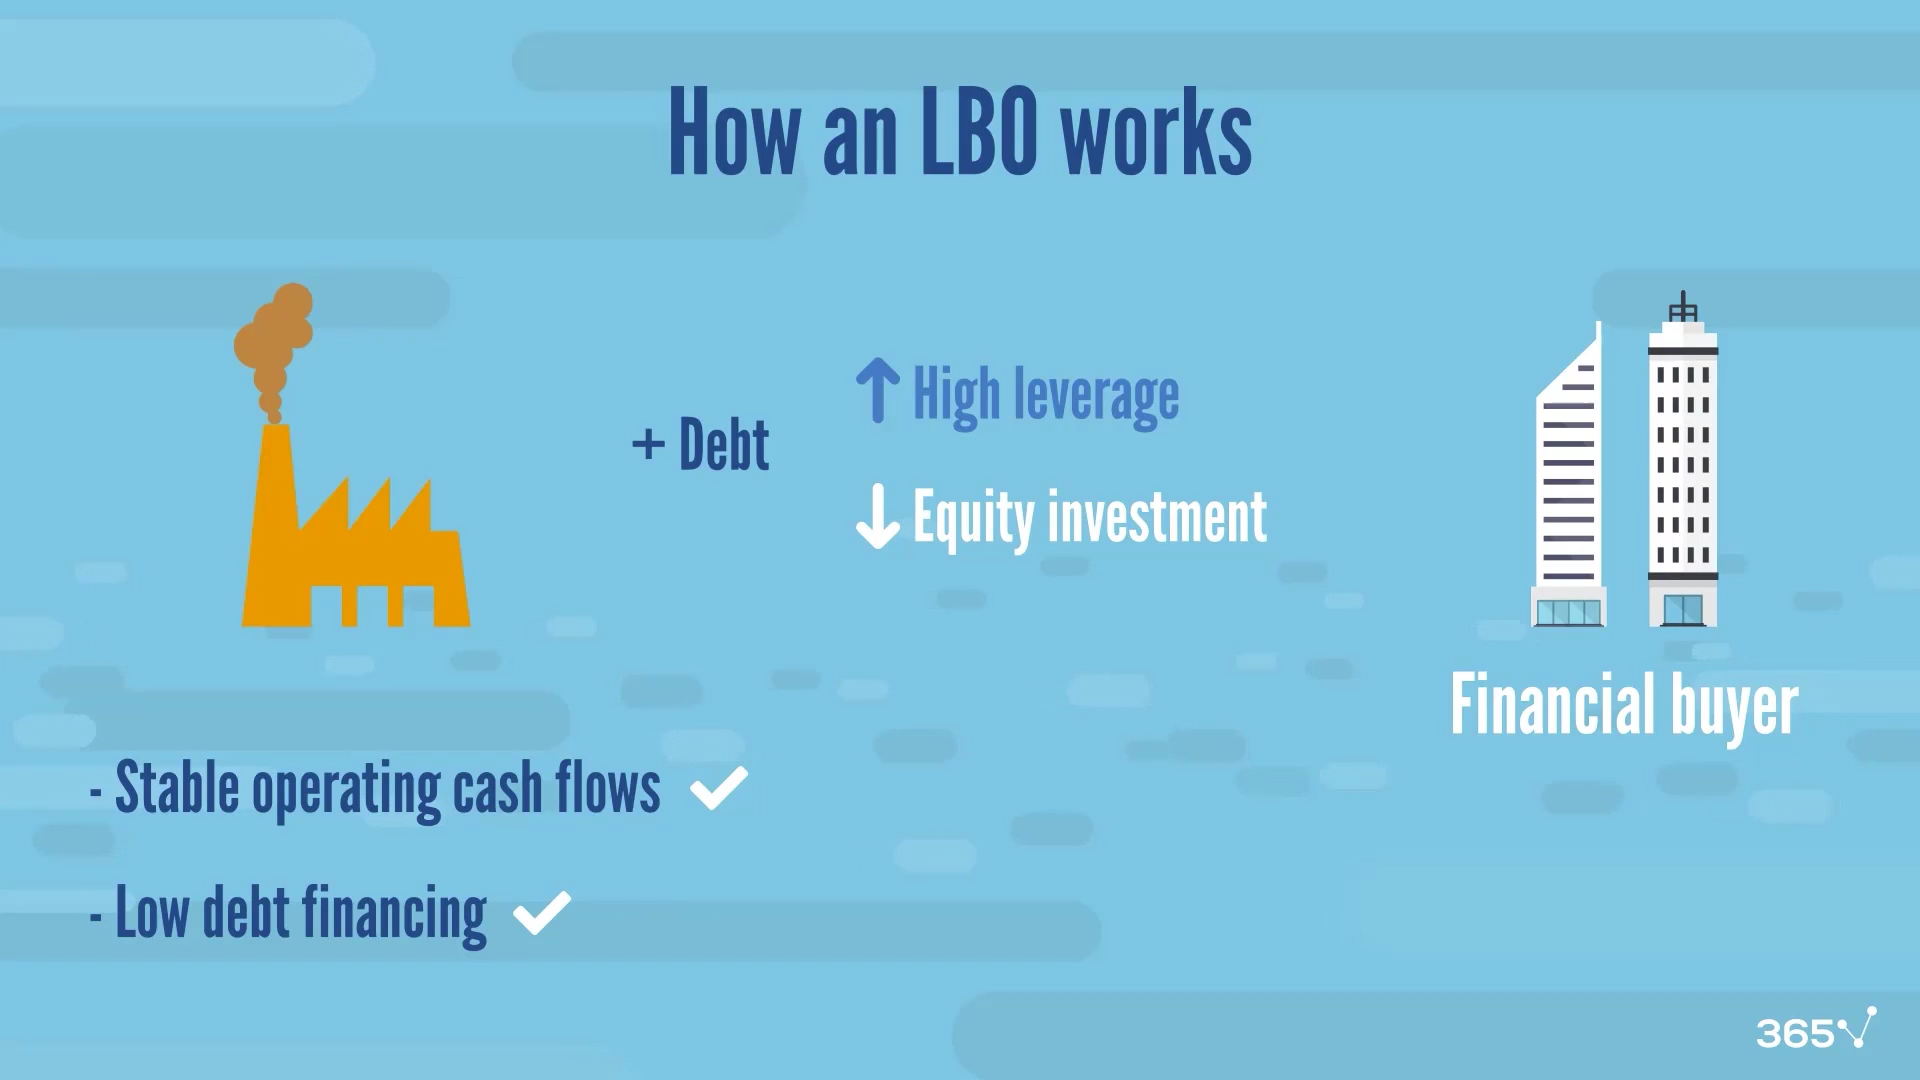 How an LBO works
+ Debt
High leverage
Equity investment
Financial buyer
- Stable operating cash flows
- Low debt financing
365